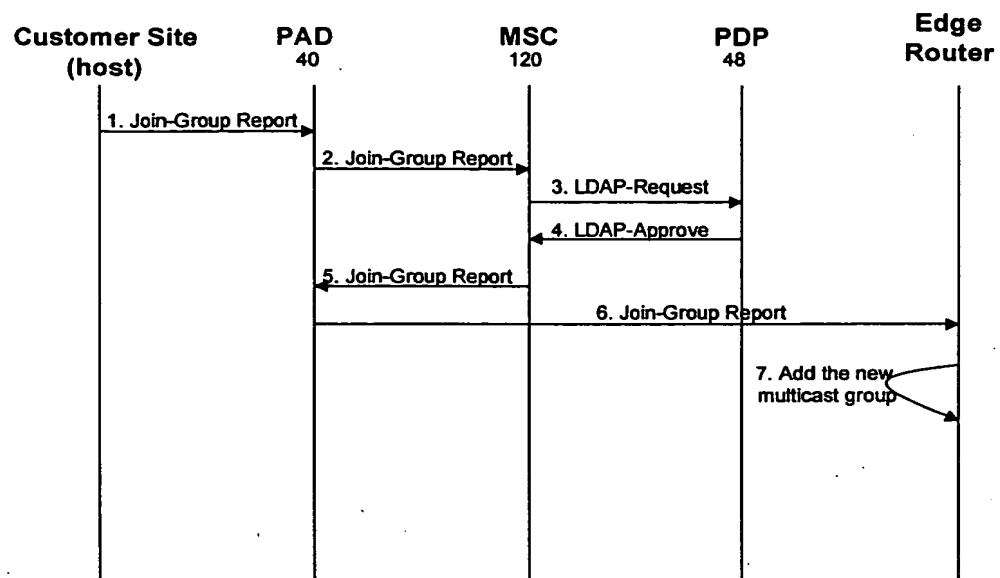 Customer Site
(host)
PAD
40
MSC
120
PDP
48
Edge
Router
1. Join-Group Report
2. Join-Group Report
3. LDAP-Request
4. LDAP-Approve
5. Join-Group Report
6. Join-Group Report
7. Add the new
multicast group